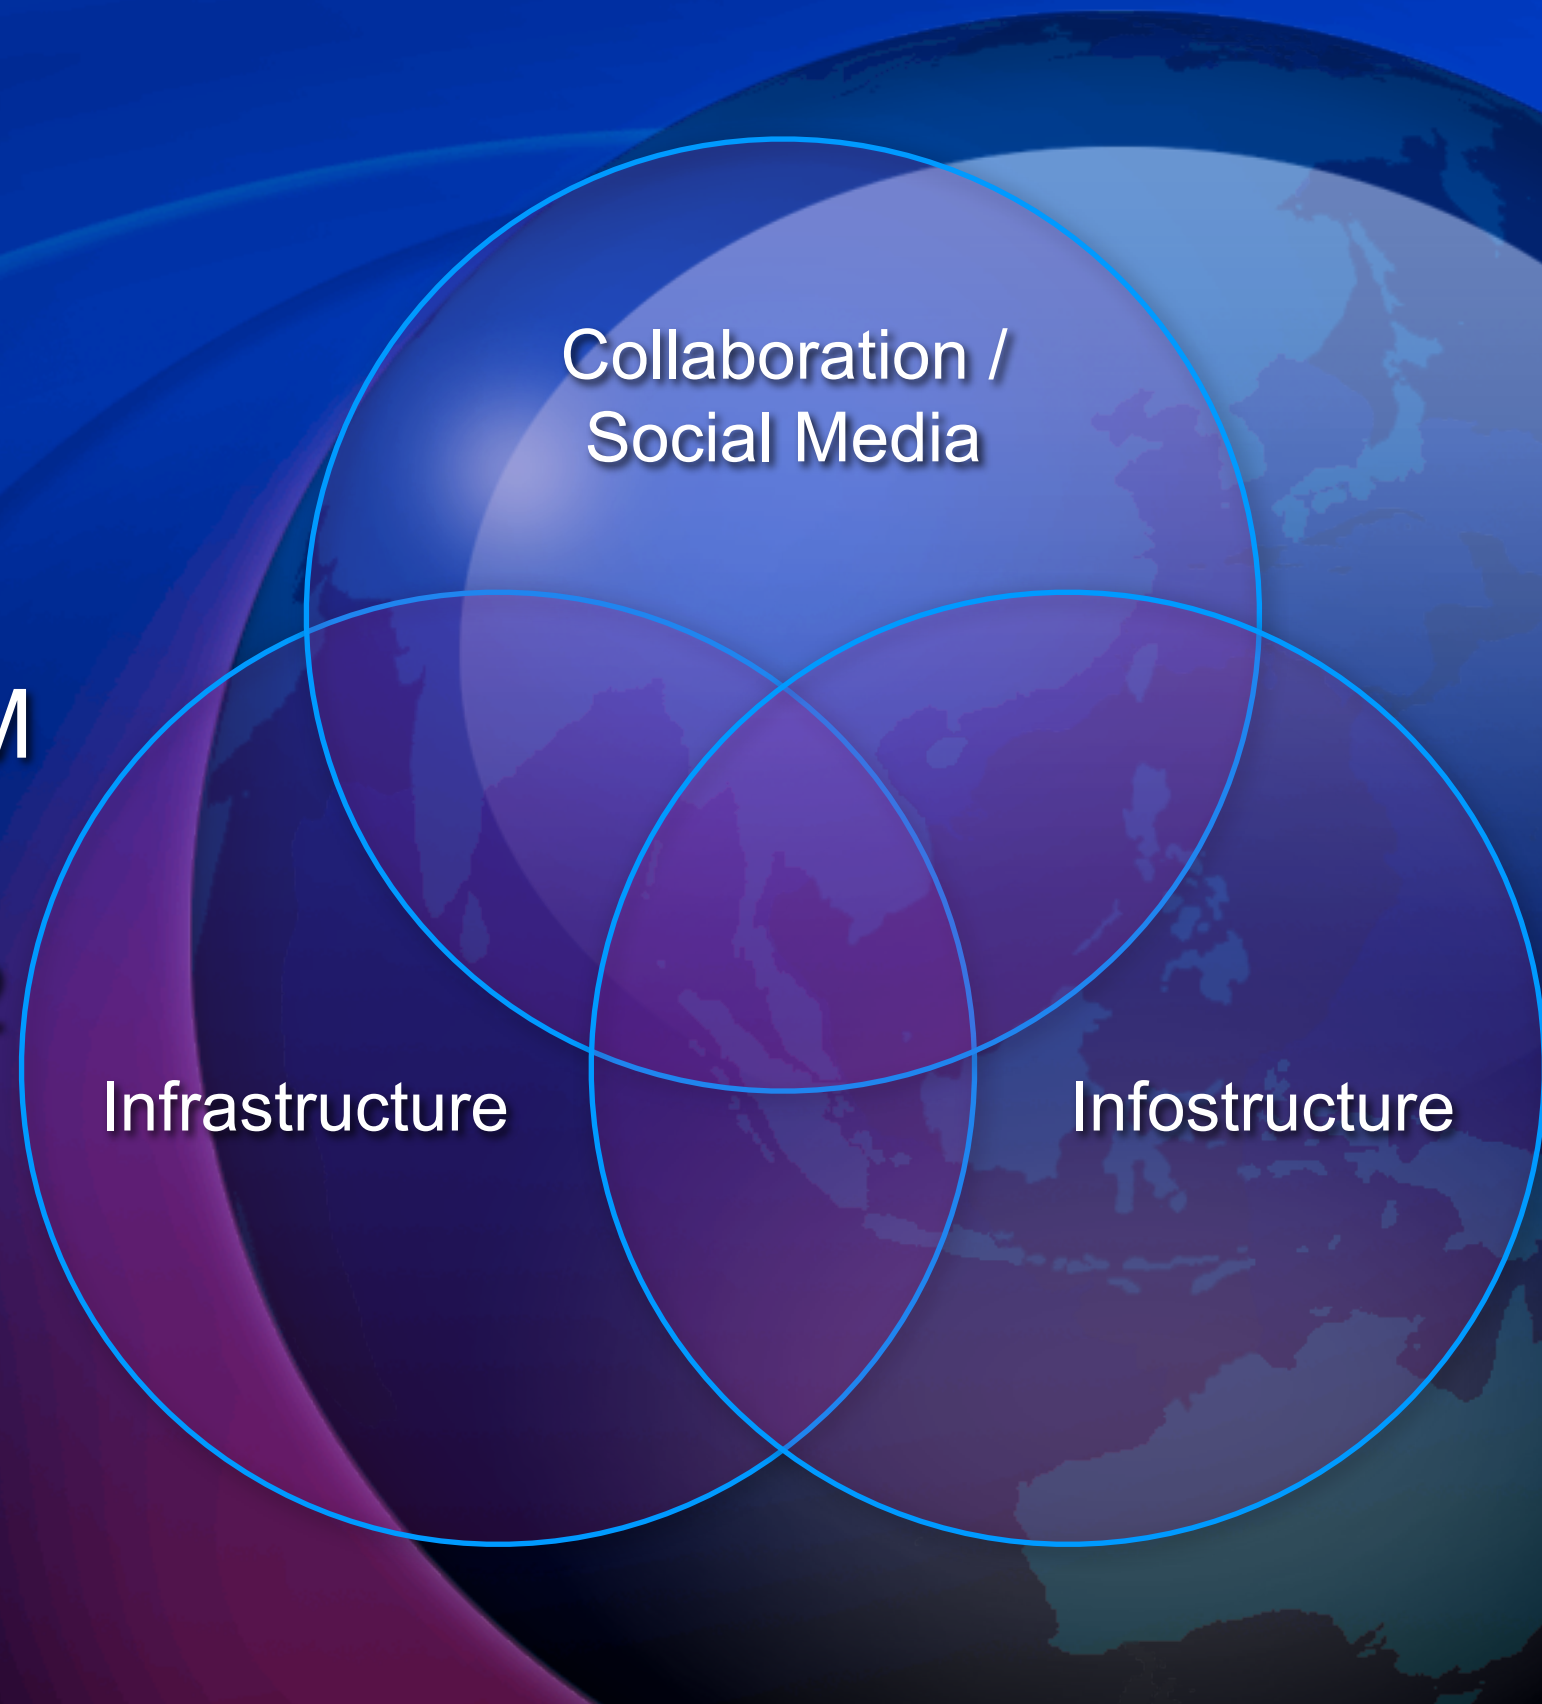 Collaboration /
Social Media
M
Infrastructure
Infostructure